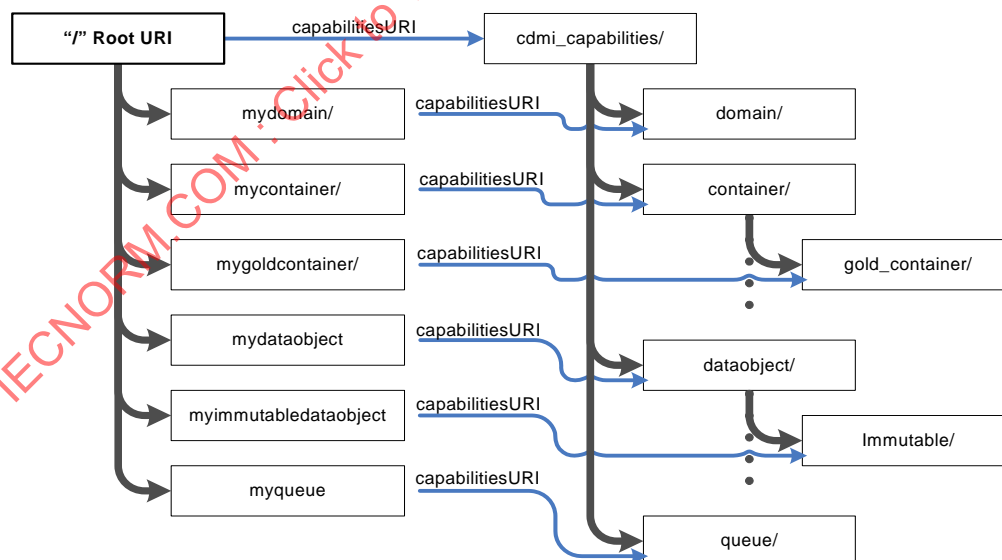 “/” Root URI
capabilitiesURI
cdmi_capabilities/
mydomain/
capabilitiesURI
domain/
mycontainer/
capabilitiesURI
container/
mygoldcontainer/
capabilitiesURI
gold_container/
mydataobject
capabilitiesURI
dataobject/
myimmutabledataobject
capabilitiesURI
Immutable/
myqueue
capabilitiesURI
queue/
IECNORM.COM : Click to